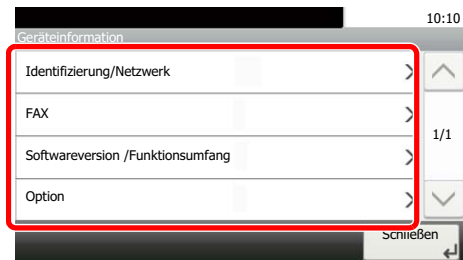 10:10
Geräteinformation
Identifizierung/Netzwerk
FAX
1/1
Softwareversion /Funktionsumfang
Option
Schließen